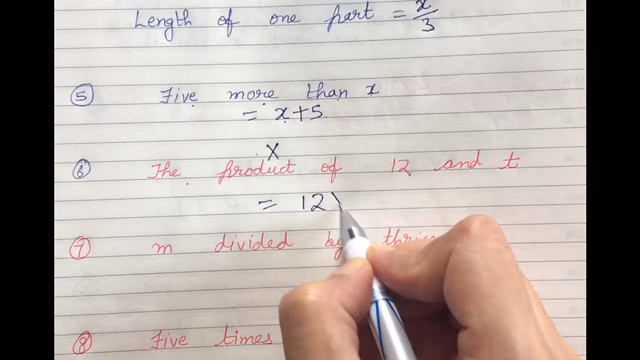 Length of one part = x/3
⑤ Five more than x
= x+5
×
⑥ The product of 12 and t
= 12
⑦ m divided by
⑧ Five times